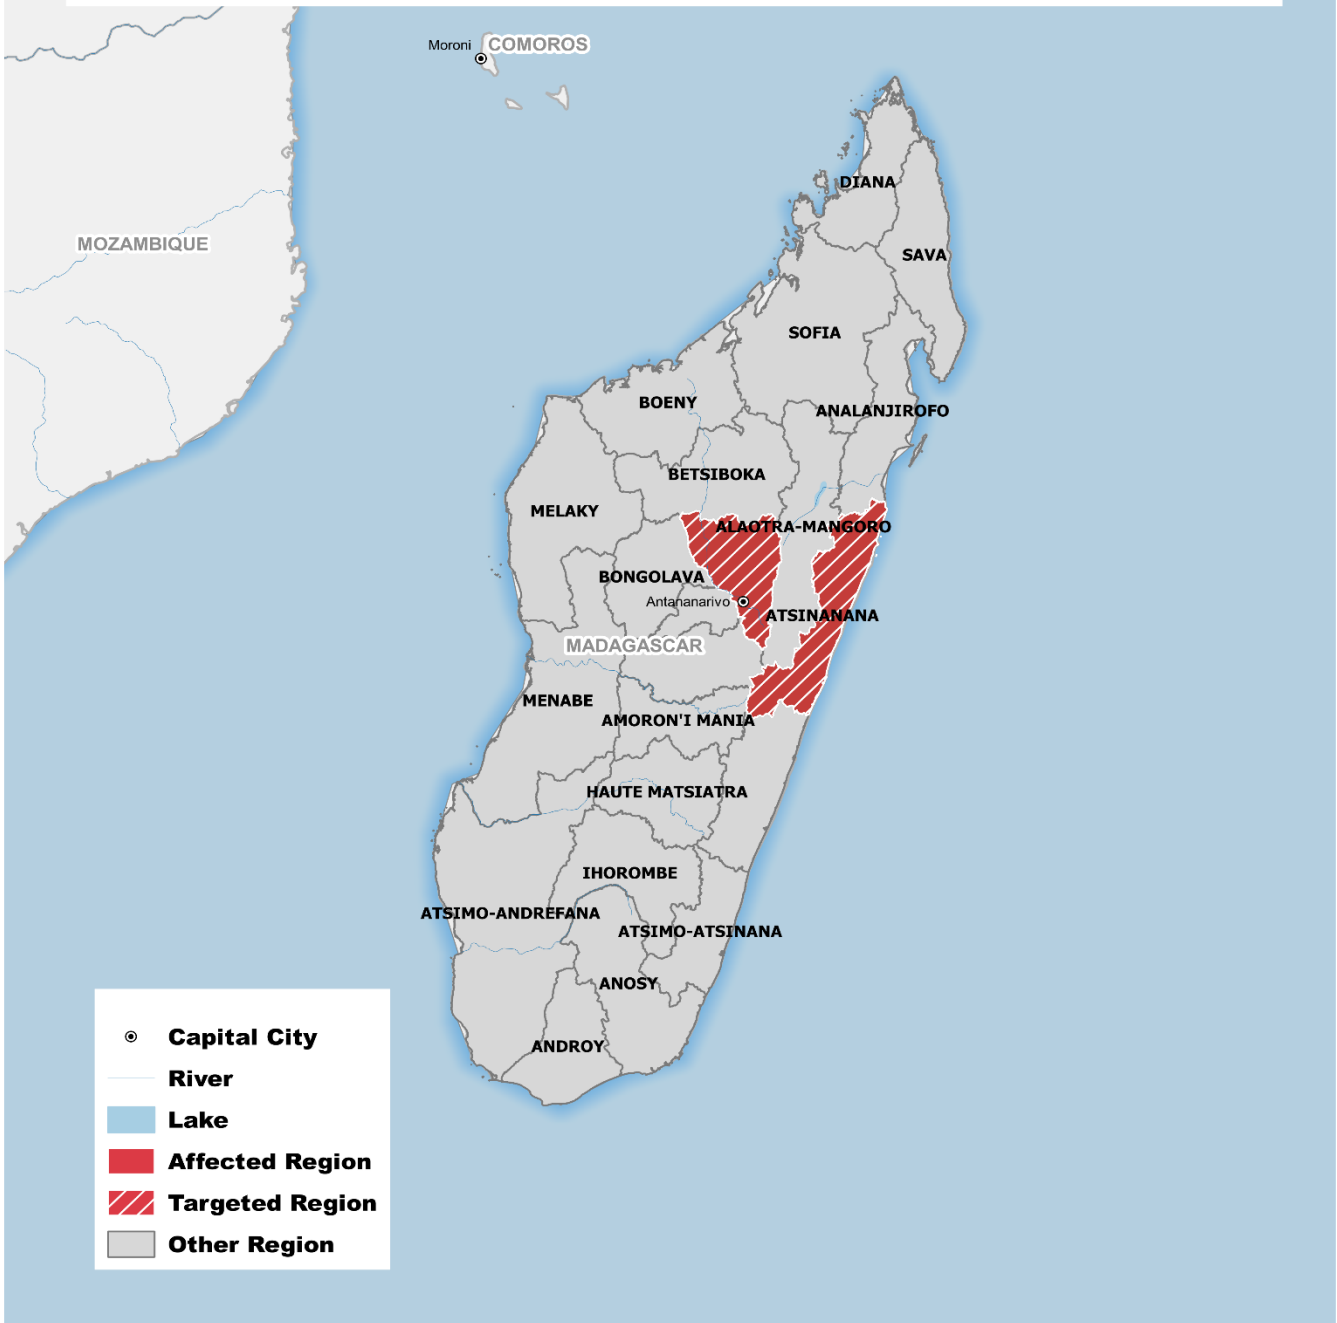 Moroni
COMOROS
DIANA
MOZAMBIQUE
SAVA
SOFIA
BOENY
ANALANJIROFO
BETSIBOKA
MELAKY
ALAOTRA-MANGORO
BONGOLAVA
Antananarivo
ATSINANANA
MADAGASCAR
MENABE
AMORON'I MANIA
HAUTE MATSIATRA
IHOROMBE
ATSIMO-ANDREFANA
ATSIMO-ATSINANA
ANOSY
ANDROY
Capital City
River
Lake
Affected Region
Targeted Region
Other Region